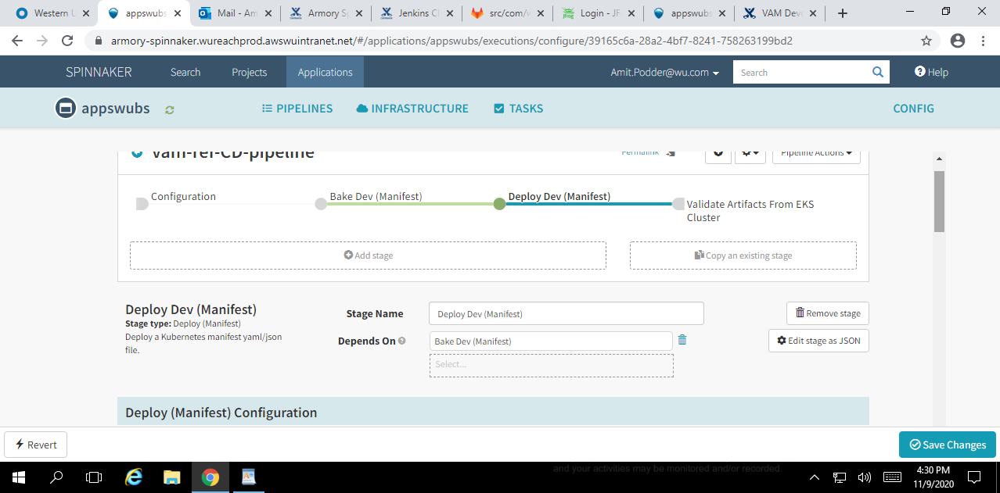 Western U
appswubs
Mail - Am
Armory Sp
Jenkins Cl
src/com/w
Login - JF
appswubs
VAM Dev
armory-spinnaker.wureachprod.awswuintranet.net/#/applications/appswubs/executions/configure/39165c6a-28a2-4bf7-8241-758263199bd2
SPINNAKER
Search
Projects
Applications
Amit.Podder@wu.com
Search
Help
appswubs
PIPELINES
INFRASTRUCTURE
TASKS
CONFIG
vam-ref-CD-pipeline
Permalink
Pipeline Actions
Configuration
Bake Dev (Manifest)
Deploy Dev (Manifest)
Validate Artifacts From EKS
Cluster
Add stage
Copy an existing stage
Deploy Dev (Manifest)
Stage type: Deploy (Manifest)
Deploy a Kubernetes manifest yaml/json
file.
Stage Name
Deploy Dev (Manifest)
Remove stage
Depends On
Bake Dev (Manifest)
Edit stage as JSON
Select...
Deploy (Manifest) Configuration
Revert
Save Changes
and your activities may be monitored and/or recorded.
4:30 PM
11/9/2020